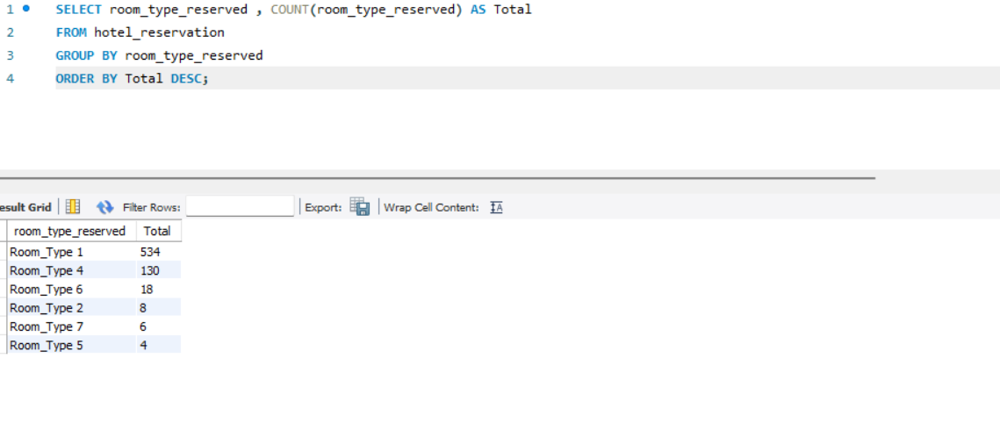 1 SELECT room_type_reserved , COUNT(room_type_reserved) AS Total
2 FROM hotel_reservation
3 GROUP BY room_type_reserved
4 ORDER BY Total DESC;
esult Grid Filter Rows: Export: Wrap Cell Content: IA
room_type_reserved Total
Room_Type 1 534
Room_Type 4 130
Room_Type 6 18
Room_Type 2 8
Room_Type 7 6
Room_Type 5 4